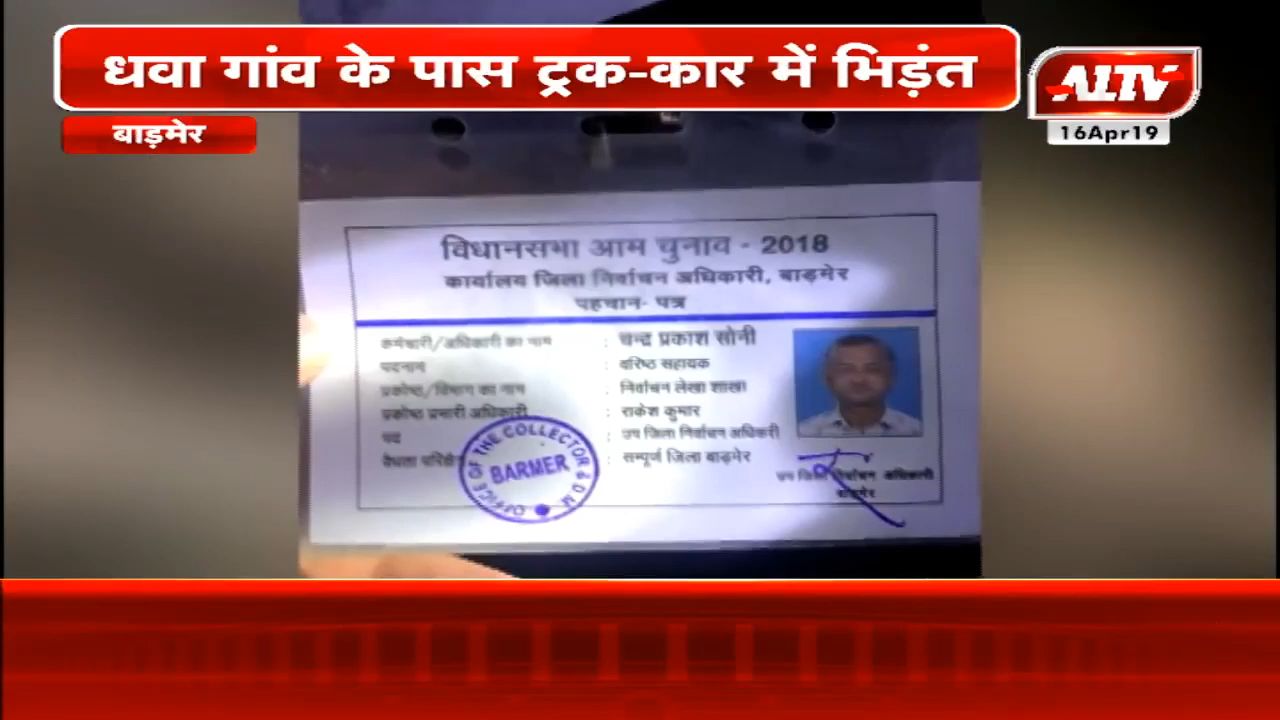 धवा गांव के पास ट्रक-कार में भिड़ंत
ALTV
16Apr19
बाड़मेर
विधानसभा आम चुनाव - 2018
कार्यालय जिला निर्वाचन अधिकारी, बाड़मेर
पहचान- पत्र
कर्मचारी/अधिकारी का नाम : चन्द्र प्रकाश सोनी
पदनाम : वरिष्ठ सहायक
प्रकोष्ठ/विभाग का नाम : निर्वाचन लेखा शाखा
प्रकोष्ठ प्रभारी अधिकारी : राकेश कुमार
पद : उप जिला निर्वाचन अधिकरी
वैधता : सम्पूर्ण जिला बाड़मेर
OFFICE OF THE COLLECTOR & D.M.
BARMER
उप जिला निर्वाचन अधिकारी
बाड़मेर